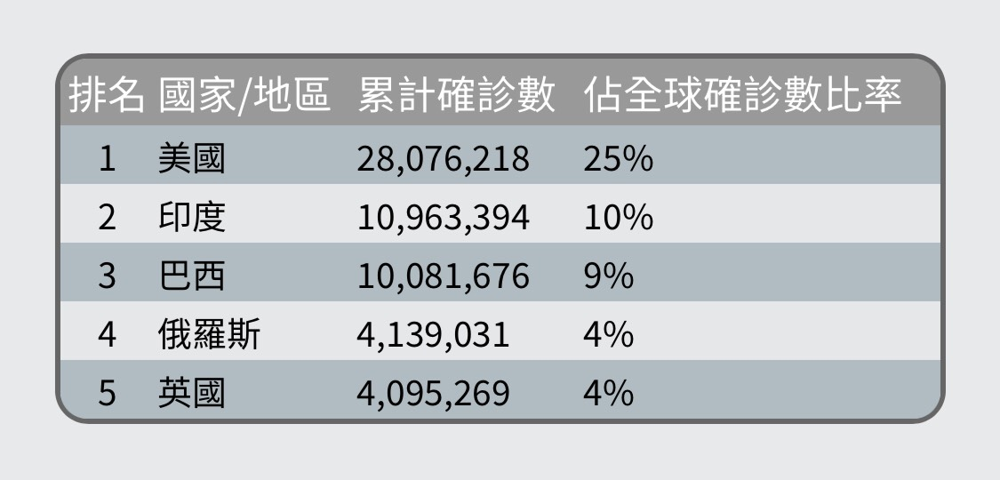 排名 國家/地區 累計確診數 佔全球確診數比率
1 美國 28,076,218 25%
2 印度 10,963,394 10%
3 巴西 10,081,676 9%
4 俄羅斯 4,139,031 4%
5 英國 4,095,269 4%